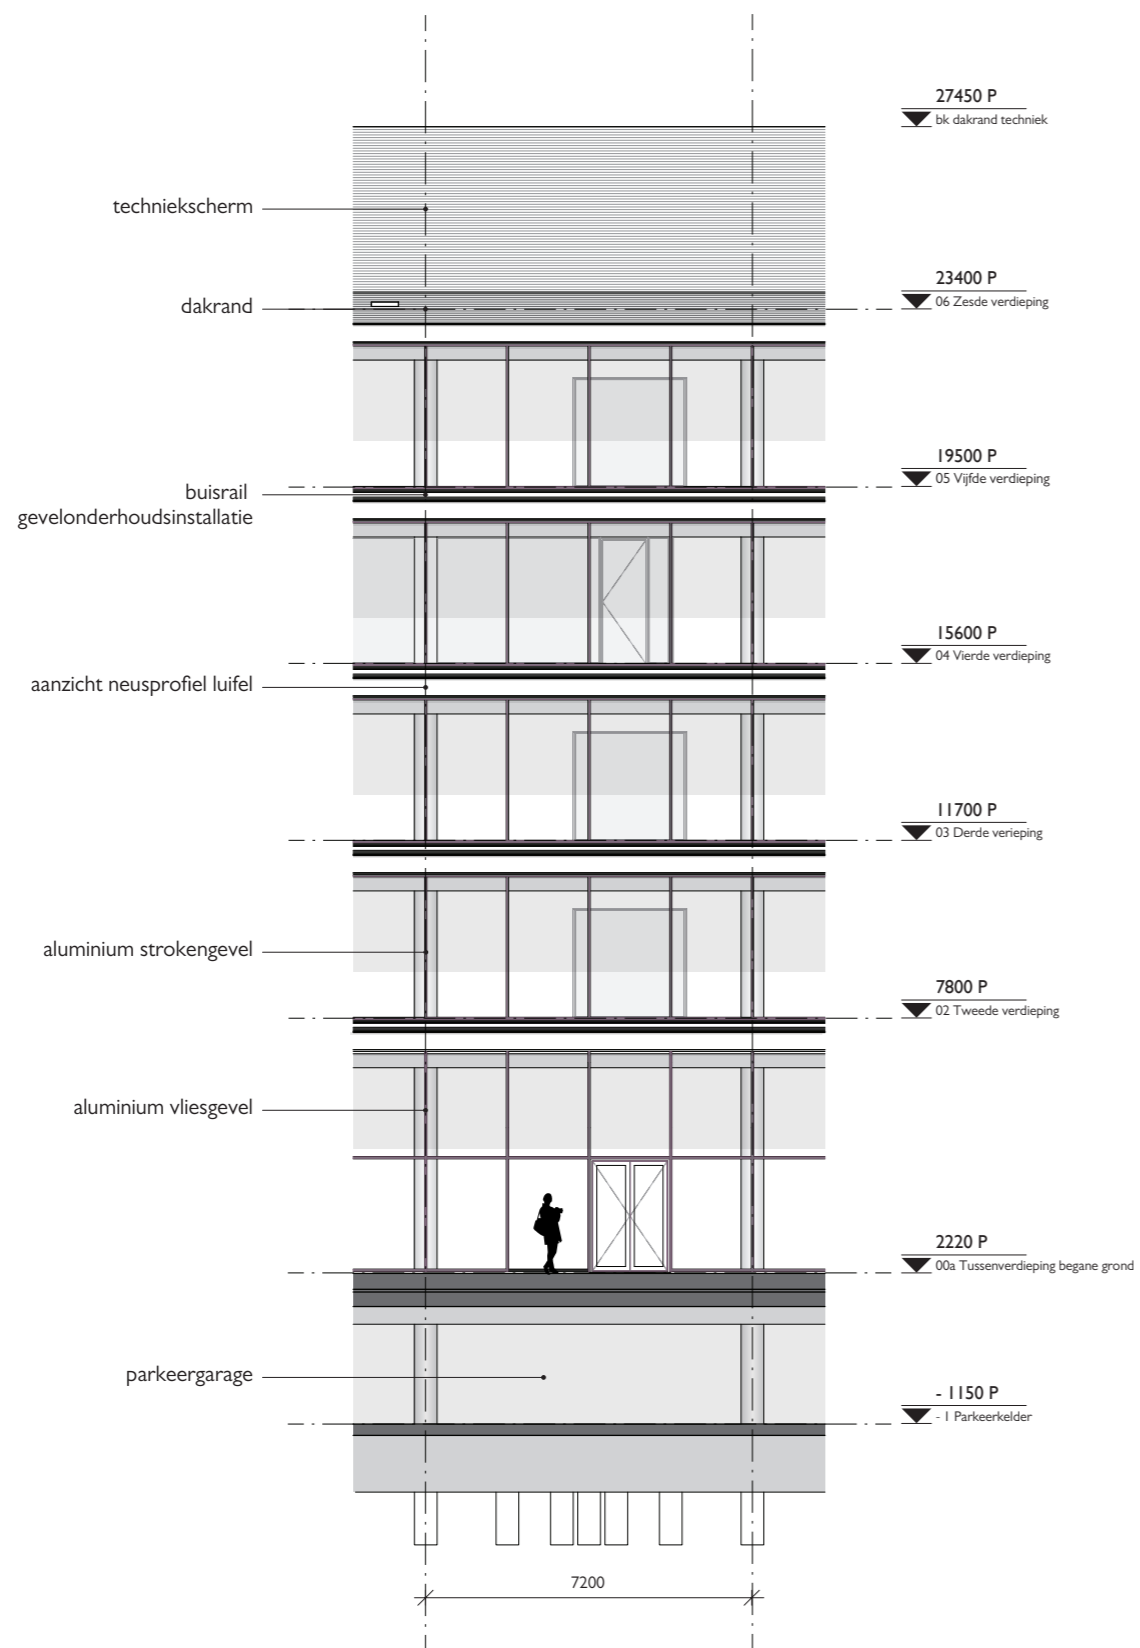 27450 P
bk dakrand techniek
techniekscherm
23400 P
06 Zesde verdieping
dakrand
19500 P
05 Vijfde verdieping
buisrail
gevelonderhoudsinstallatie
15600 P
04 Vierde verdieping
aanzicht neusprofiel luifel
11700 P
03 Derde verieping
aluminium strokengevel
7800 P
02 Tweede verdieping
aluminium vliesgevel
2220 P
00a Tussenverdieping begane grond
parkeergarage
- 1150 P
- 1 Parkeerkelder
7200